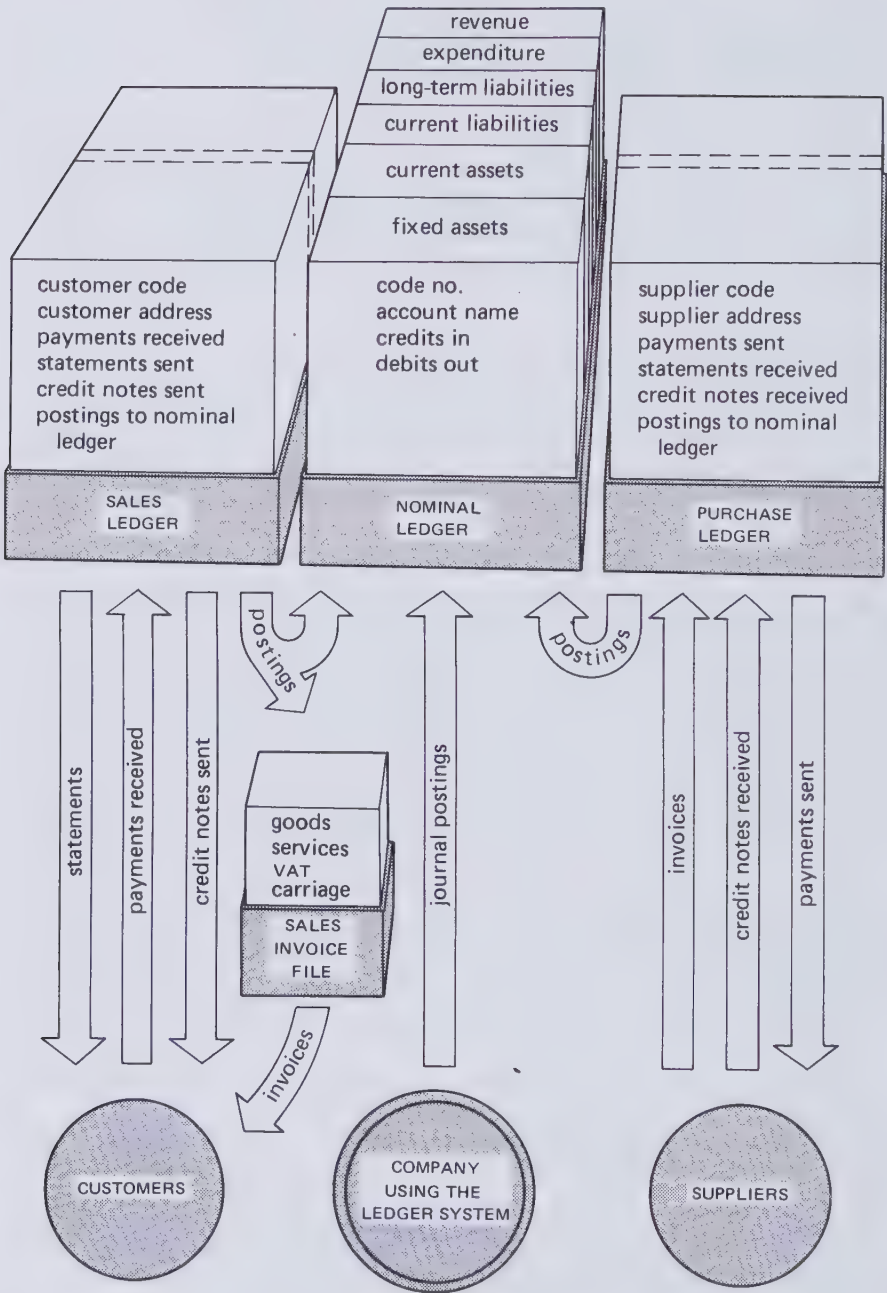 revenue
expenditure
long-term liabilities
current liabilities
current assets
fixed assets
customer code
customer address
payments received
statements sent
credit notes sent
postings to nominal
ledger
SALES
LEDGER
code no.
account name
credits in
debits out
NOMINAL
LEDGER
supplier code
supplier address
payments sent
statements received
credit notes received
postings to nominal
ledger
PURCHASE
LEDGER
statements
payments received
credit notes sent
postings
goods
services
VAT
carriage
SALES
INVOICE
FILE
invoices
journal postings
postings
invoices
credit notes received
payments sent
CUSTOMERS
COMPANY
USING THE
LEDGER SYSTEM
SUPPLIERS